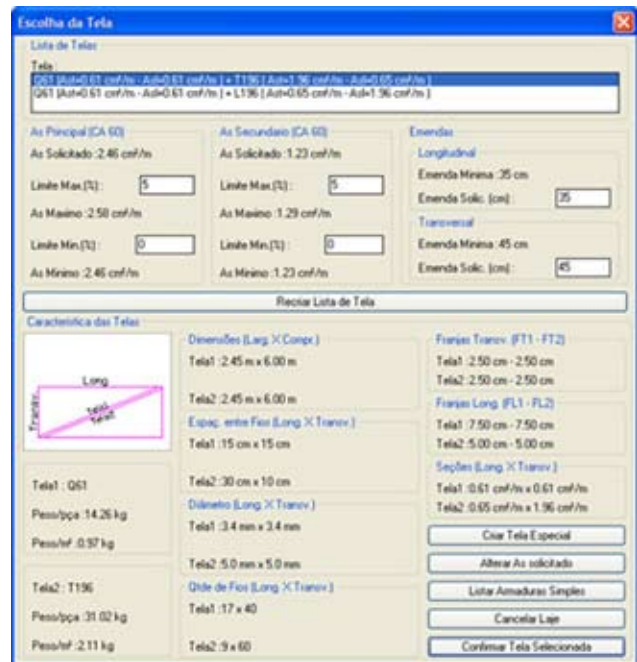 Escolha da Tela
Lista de Telas
Tela :
Q61 [Ast=0.61 cm²/m - Asl=0.61 cm²/m ] + T196 [ Ast=1.96 cm²/m - Asl=0.65 cm²/m ]
Q61 [Ast=0.61 cm²/m - Asl=0.61 cm²/m ] + L196 [ Ast=0.65 cm²/m - Asl=1.96 cm²/m ]
As Principal (CA 60)
As Solicitado :2.46 cm²/m
Limite Max.(%) : 5
As Maximo :2.58 cm²/m
Limite Min.(%) : 0
As Minimo :2.46 cm²/m
As Secundario (CA 60)
As Solicitado :1.23 cm²/m
Limite Max.(%) : 5
As Maximo :1.29 cm²/m
Limite Min.(%) : 0
As Minimo :1.23 cm²/m
Emendas
Longitudinal
Emenda Minima :35 cm
Emenda Solic. (cm) : 35
Transversal
Emenda Minima :45 cm
Emenda Solic. (cm) : 45
Recriar Lista de Tela
Caracteristica das Telas
Long
Transv.
Tela1
Tela2
Tela1 : Q61
Peso/pça :14.26 kg
Peso/m² :0.97 kg
Tela2 : T196
Peso/pça :31.02 kg
Peso/m² :2.11 kg
Dimensões (Larg. X Compr.)
Tela1 :2.45 m x 6.00 m
Tela2 :2.45 m x 6.00 m
Espaç. entre Fios (Long. X Transv.)
Tela1 :15 cm x 15 cm
Tela2 :30 cm x 10 cm
Diâmetro (Long. X Transv.)
Tela1 :3.4 mm x 3.4 mm
Tela2 :5.0 mm x 5.0 mm
Qtde de Fios (Long. X Transv.)
Tela1 :17 x 40
Tela2 :9 x 60
Franjas Transv. (FT1 - FT2)
Tela1 :2.50 cm - 2.50 cm
Tela2 :2.50 cm - 2.50 cm
Franjas Long. (FL1 - FL2)
Tela1 :7.50 cm - 7.50 cm
Tela2 :5.00 cm - 5.00 cm
Seções (Long. X Transv.)
Tela1 :0.61 cm²/m x 0.61 cm²/m
Tela2 :0.65 cm²/m x 1.96 cm²/m
Criar Tela Especial
Alterar As solicitado
Listar Armaduras Simples
Cancelar Laje
Confirmar Tela Selecionada